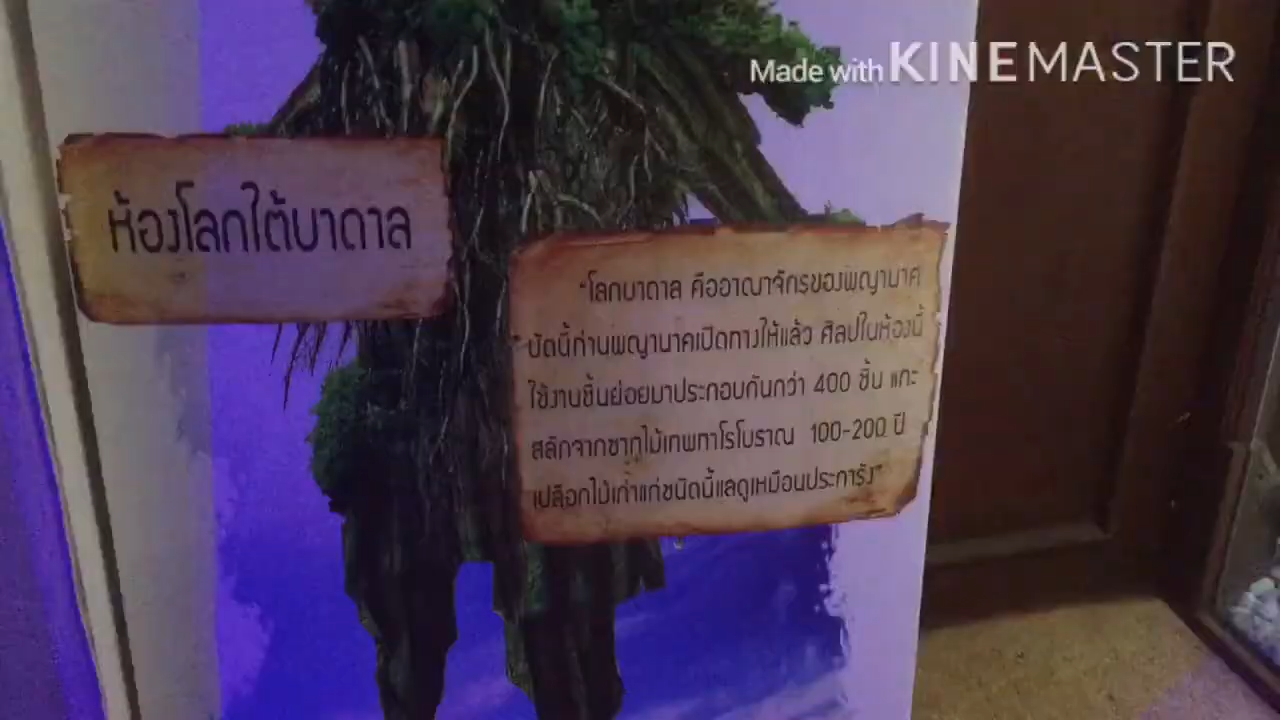 Made with KINEMASTER
ห้องโลกใต้บาดาล
"โลกบาดาล คืออาณาจักรของพญานาค
บัดนี้ท่านพญานาคเปิดทางให้แล้ว ศิลปในห้องนี้
ใช้งานชิ้นย่อยมาประกอบกันกว่า 400 ชิ้น แกะ
สลักจากซากไม้เทพทาโรโบราณ 100-200 ปี
เปลือกไม้เก่าแก่ชนิดนี้แลดูเหมือนประการัง"